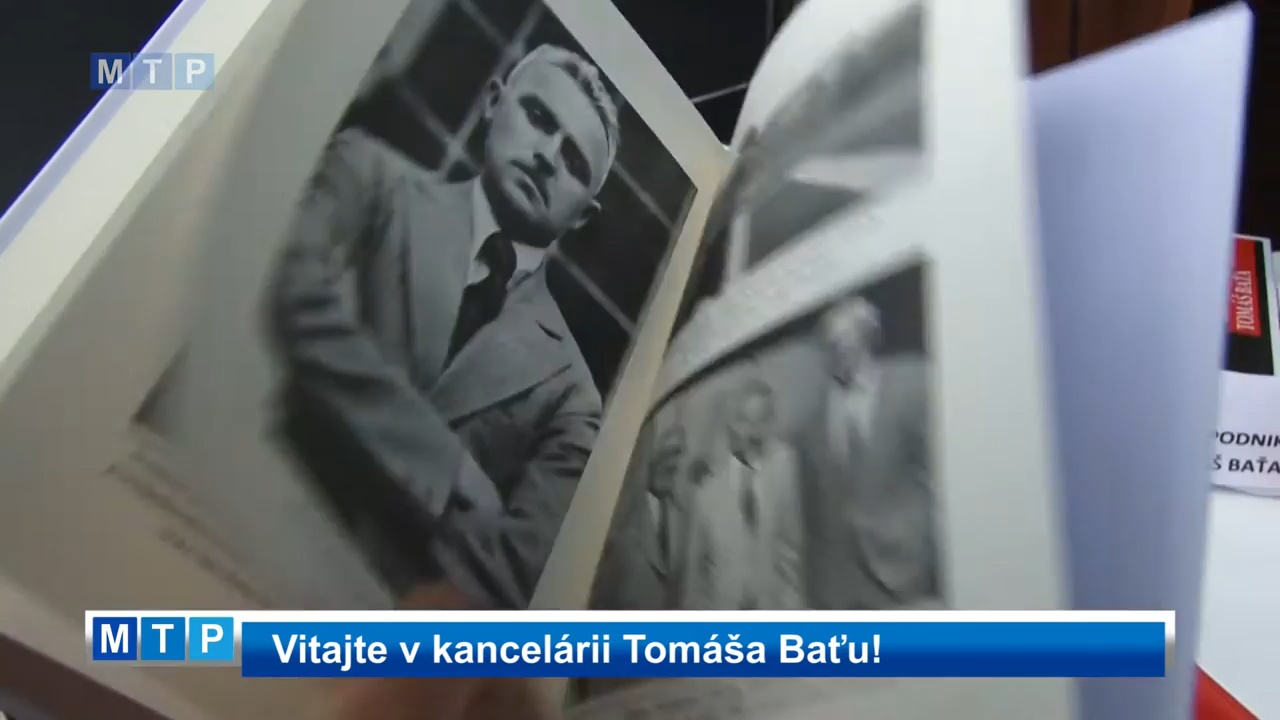 MTP
TOMÁŠ BAŤA
PODNIK
Š BAŤA
MTP Vitajte v kancelárii Tomáša Baťu!